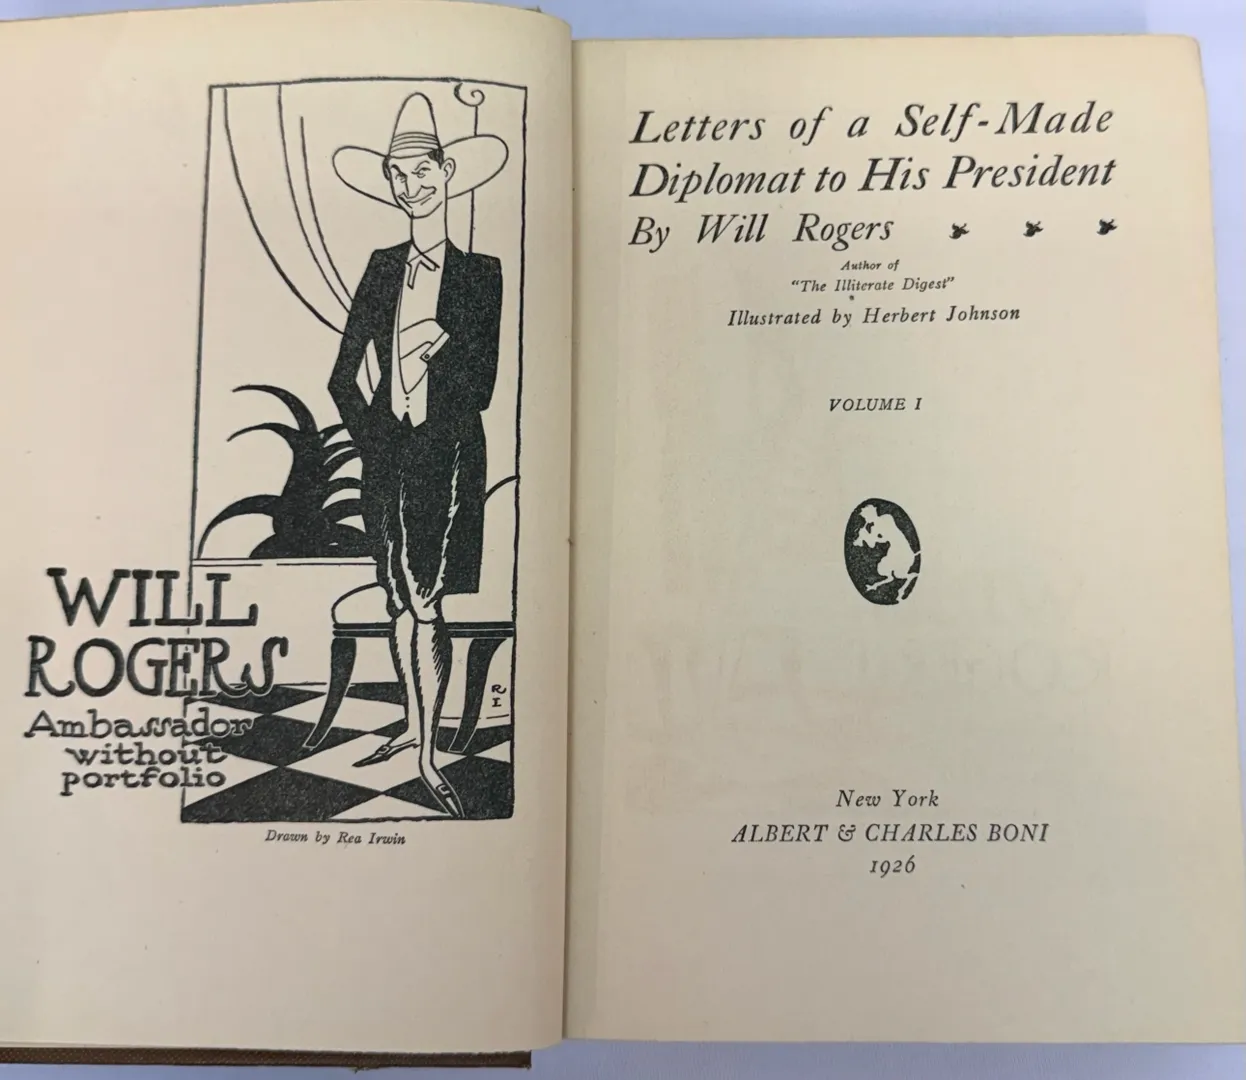 WILL
ROGERS
Ambassador
without
portfolio
R
I
Drawn by Rea Irwin
Letters of a Self-Made
Diplomat to His President
By Will Rogers
Author of
"The Illiterate Digest"
Illustrated by Herbert Johnson
VOLUME I
New York
ALBERT & CHARLES BONI
1926